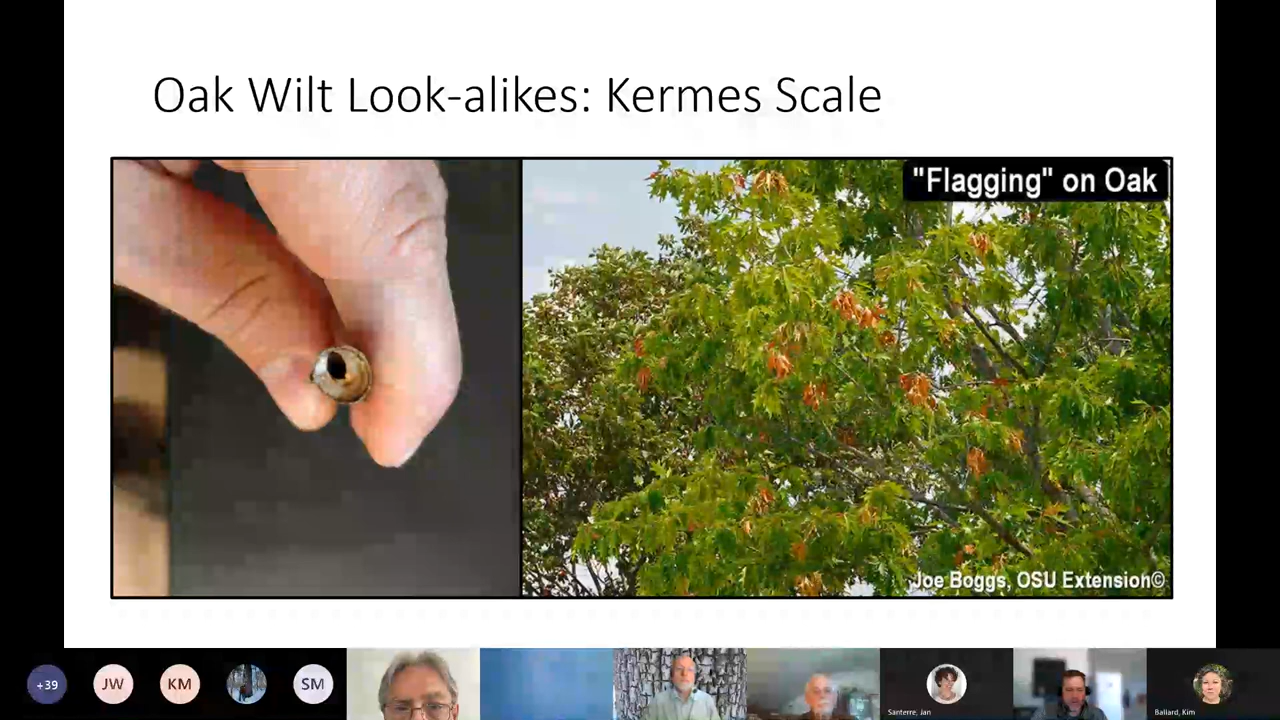 Oak Wilt Look-alikes: Kermes Scale
"Flagging" on Oak
Joe Boggs, OSU Extension©
+39
JW
KM
SM
Santerre, Jan
Ballard, Kim